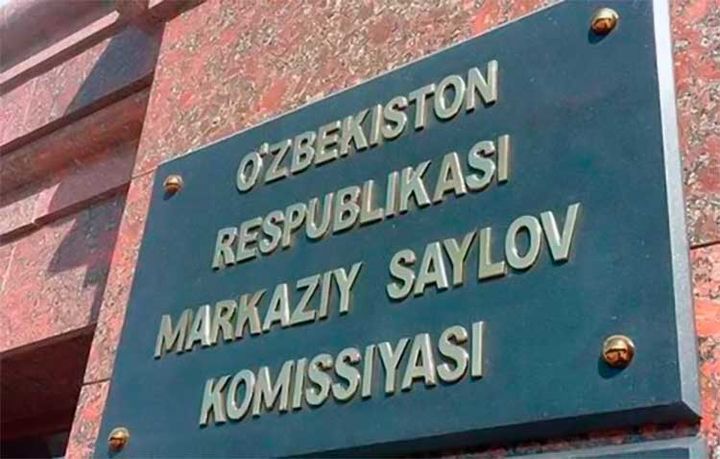 O'ZBEKISTON
RESPUBLIKASI
MARKAZIY SAYLOV
KOMISSIYASI